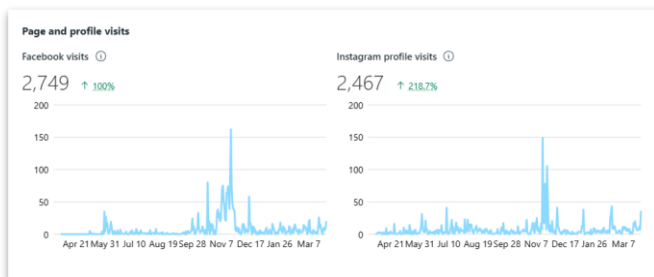 Page and profile visits
Facebook visits
2,749 ↑ 100%
200
150
100
50
0
Apr 21 May 31 Jul 10 Aug 19 Sep 28 Nov 7 Dec 17 Jan 26 Mar 7
Instagram profile visits
2,467 ↑ 218.7%
200
150
100
50
0
Apr 21 May 31 Jul 10 Aug 19 Sep 28 Nov 7 Dec 17 Jan 26 Mar 7